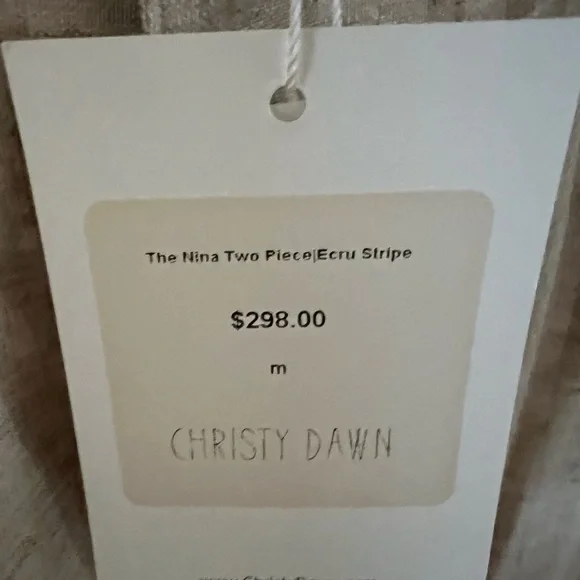 The Nina Two Piece|Ecru Stripe
$298.00
m
CHRISTY DAWN